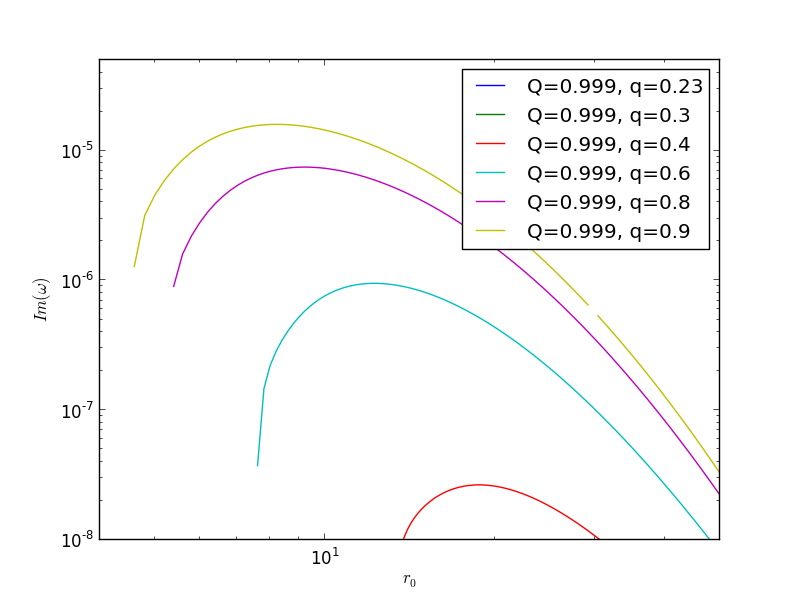 Q=0.999, q=0.23
Q=0.999, q=0.3
Q=0.999, q=0.4
Q=0.999, q=0.6
Q=0.999, q=0.8
Q=0.999, q=0.9
10^-5
10^-6
10^-7
10^-8
Im(ω)
10^1
r_0